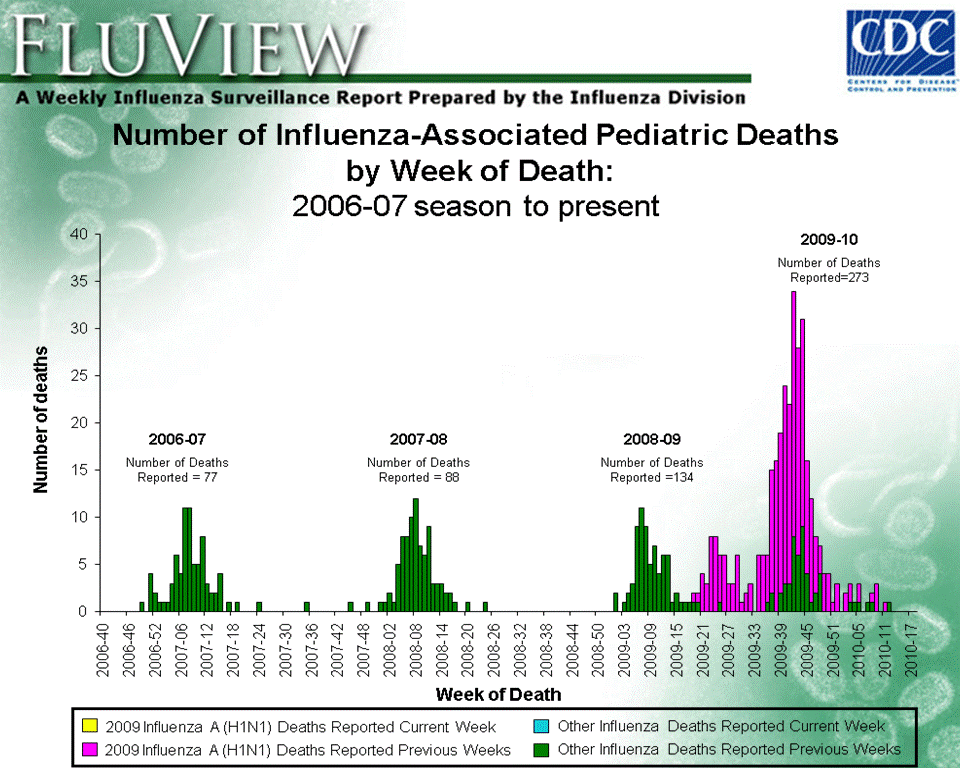 FLUVIEW
CDC
CENTERS FOR DISEASE
CONTROL AND PREVENTION
A Weekly Influenza Surveillance Report Prepared by the Influenza Division
Number of Influenza-Associated Pediatric Deaths
by Week of Death:
2006-07 season to present
40
35
30
25
20
15
10
5
0
Number of deaths
2006-07
Number of Deaths
Reported = 77
2007-08
Number of Deaths
Reported = 88
2008-09
Number of Deaths
Reported =134
2009-10
Number of Deaths
Reported=273
2006-40
2006-46
2006-52
2007-06
2007-12
2007-18
2007-24
2007-30
2007-36
2007-42
2007-48
2008-02
2008-08
2008-14
2008-20
2008-26
2008-32
2008-38
2008-44
2008-50
2009-03
2009-09
2009-15
2009-21
2009-27
2009-33
2009-39
2009-45
2009-51
2010-05
2010-11
2010-17
Week of Death
2009 Influenza A (H1N1) Deaths Reported Current Week
Other Influenza Deaths Reported Current Week
2009 Influenza A (H1N1) Deaths Reported Previous Weeks
Other Influenza Deaths Reported Previous Weeks